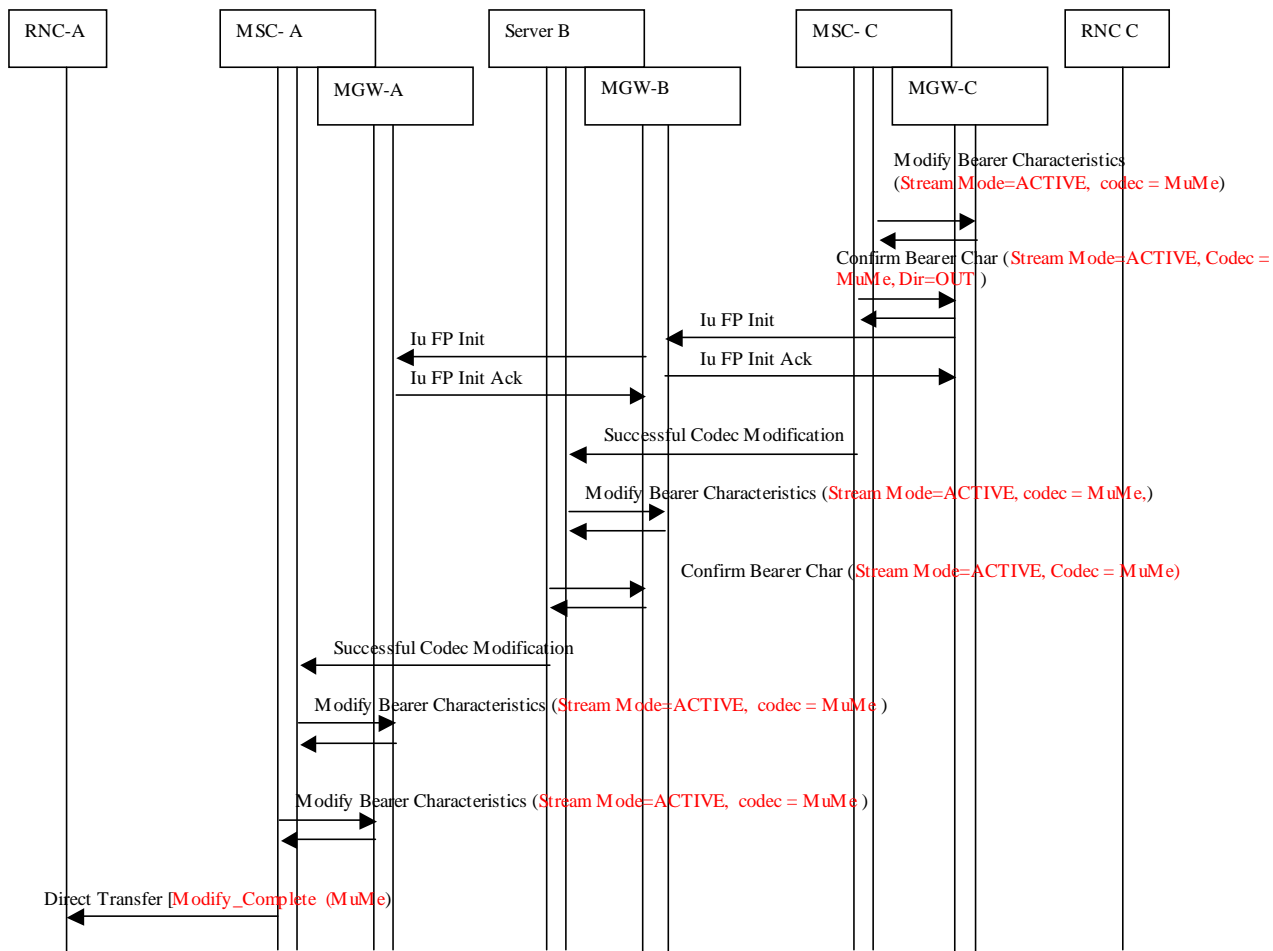 RNC-A
MSC- A
Server B
MSC- C
RNC C
MGW-A
MGW-B
MGW-C
Modify Bearer Characteristics
(Stream Mode=ACTIVE, codec = MuMe)
Confirm Bearer Char (Stream Mode=ACTIVE, Codec =
MuMe, Dir=OUT )
Iu FP Init
Iu FP Init
Iu FP Init Ack
Iu FP Init Ack
Successful Codec Modification
Modify Bearer Characteristics (Stream Mode=ACTIVE, codec = MuMe,)
Confirm Bearer Char (Stream Mode=ACTIVE, Codec = MuMe)
Successful Codec Modification
Modify Bearer Characteristics (Stream Mode=ACTIVE, codec = MuMe )
Modify Bearer Characteristics (Stream Mode=ACTIVE, codec = MuMe )
Direct Transfer [Modify_Complete (MuMe)